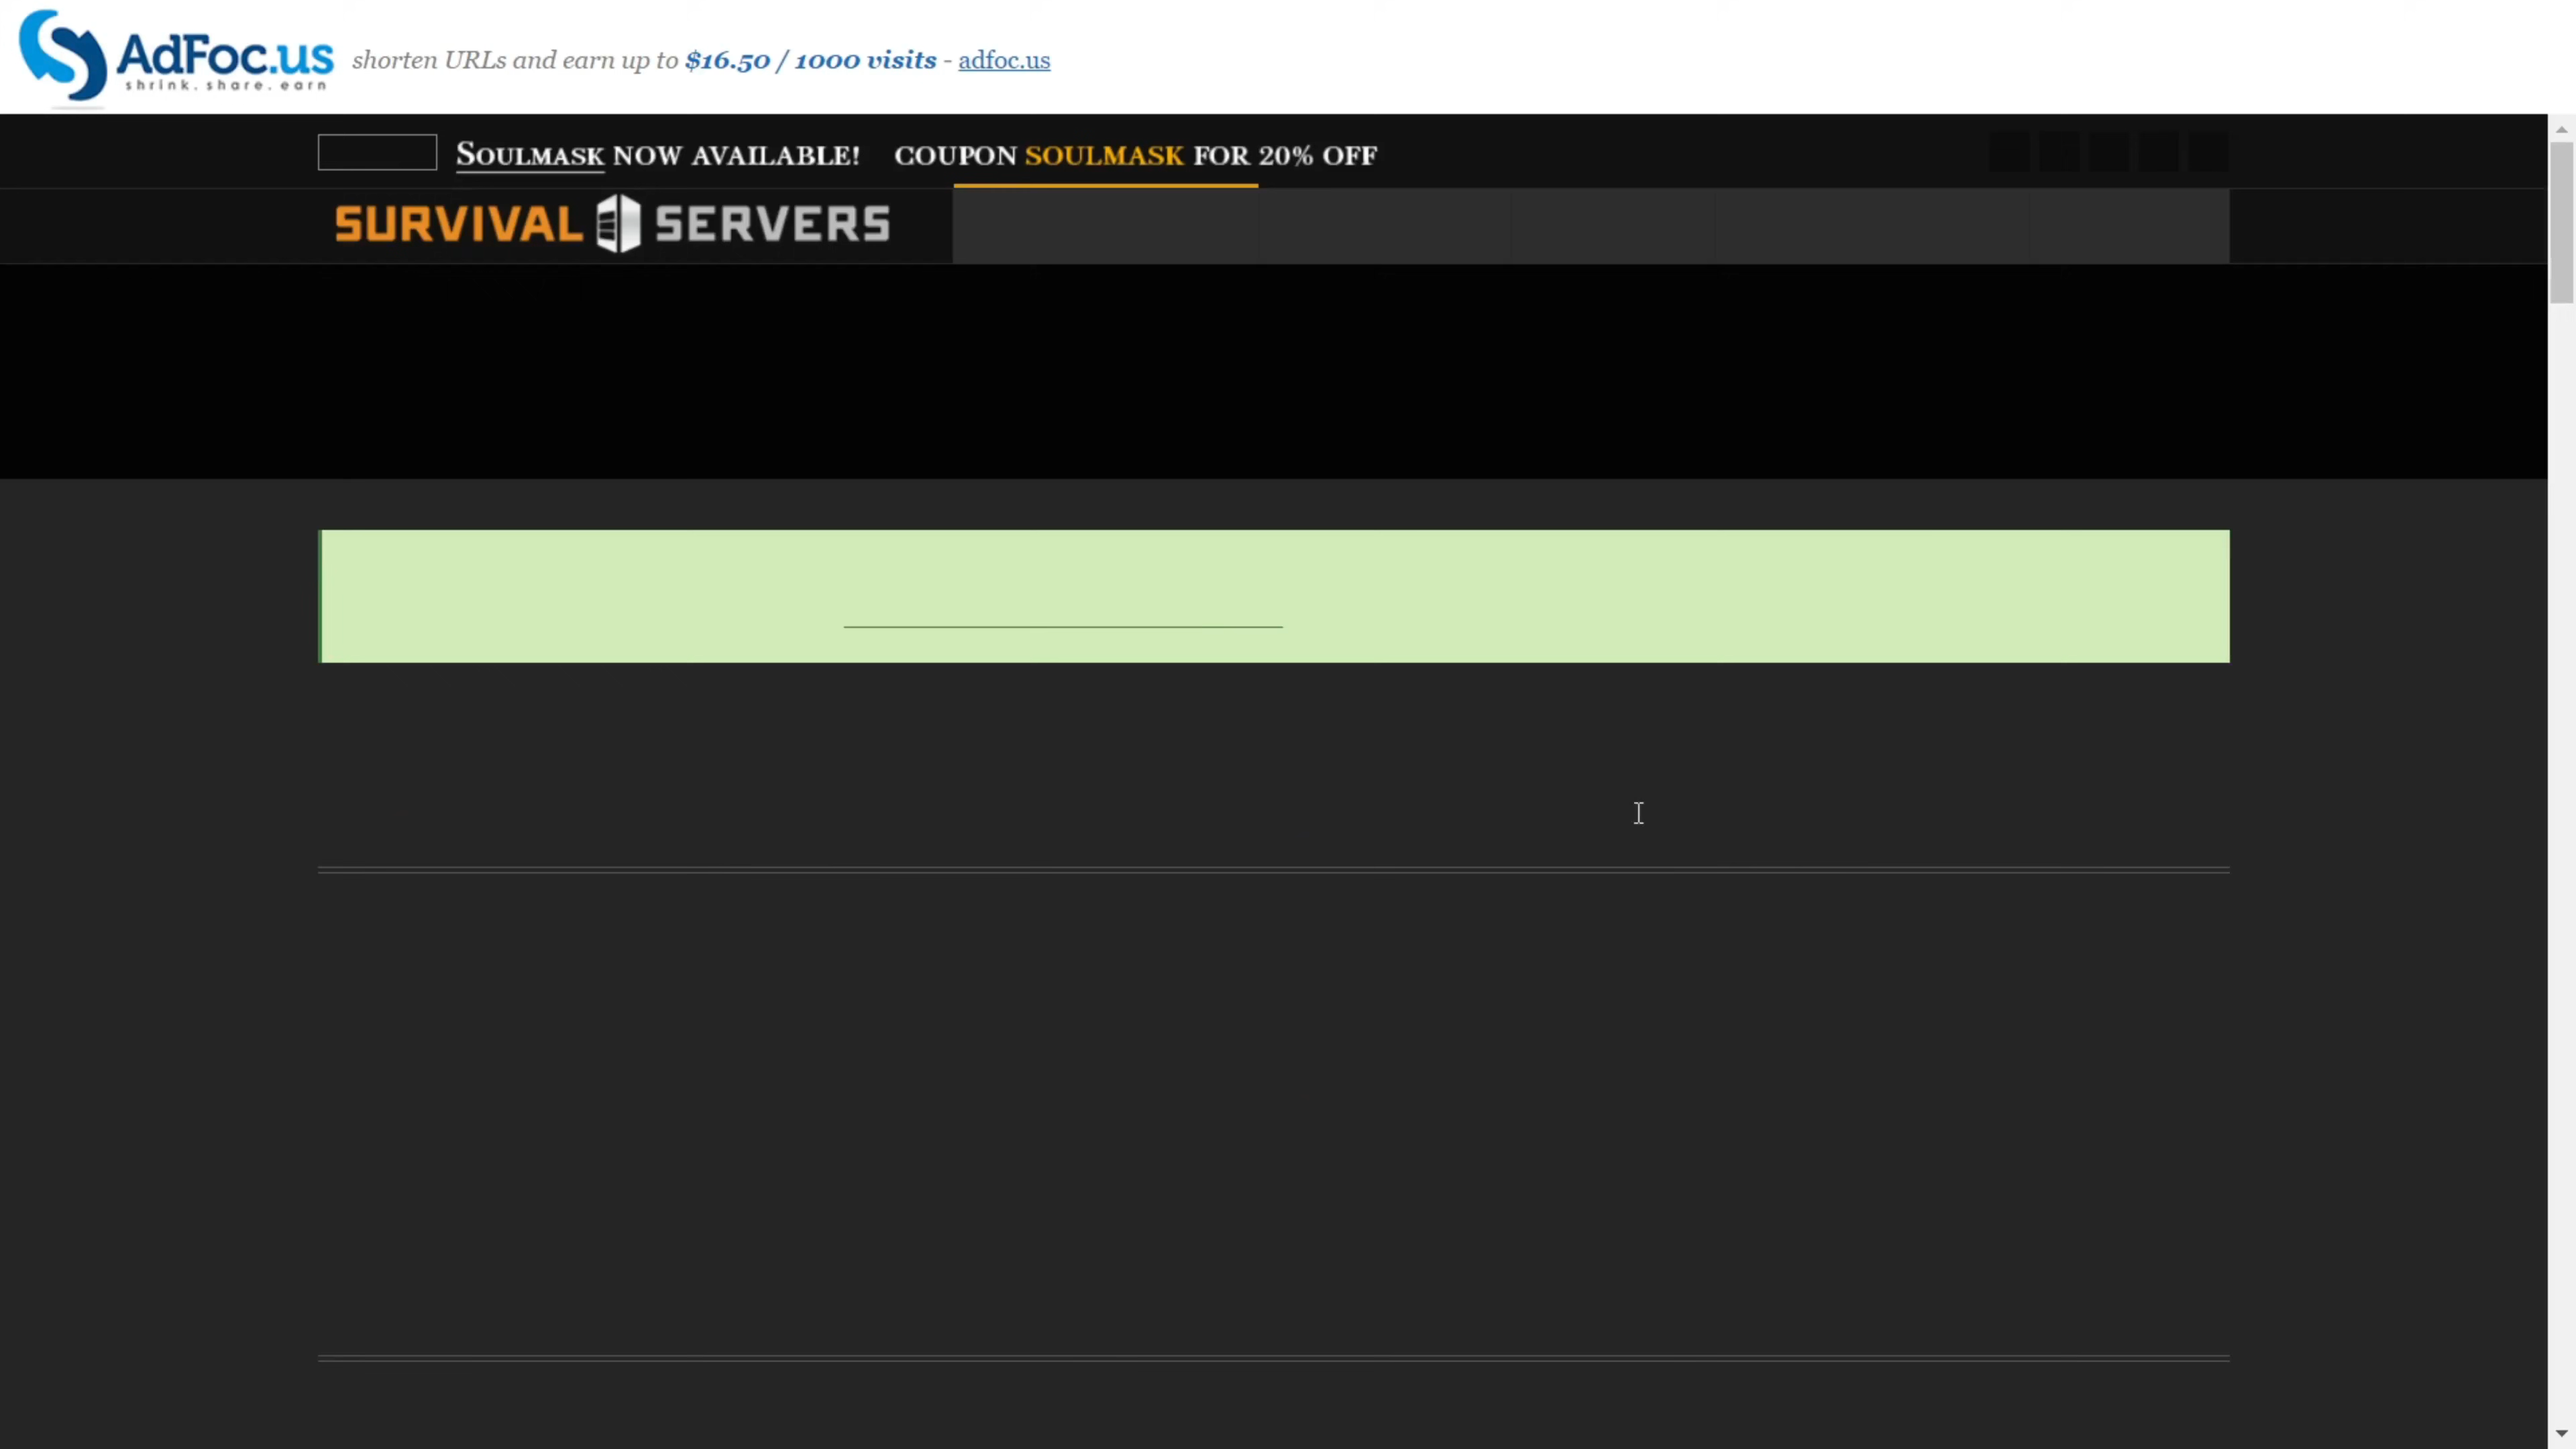 AdFoc.us
shrink. share. earn
shorten URLs and earn up to $16.50 / 1000 visits - adfoc.us
SOULMASK NOW AVAILABLE! COUPON SOULMASK FOR 20% OFF
SURVIVAL SERVERS